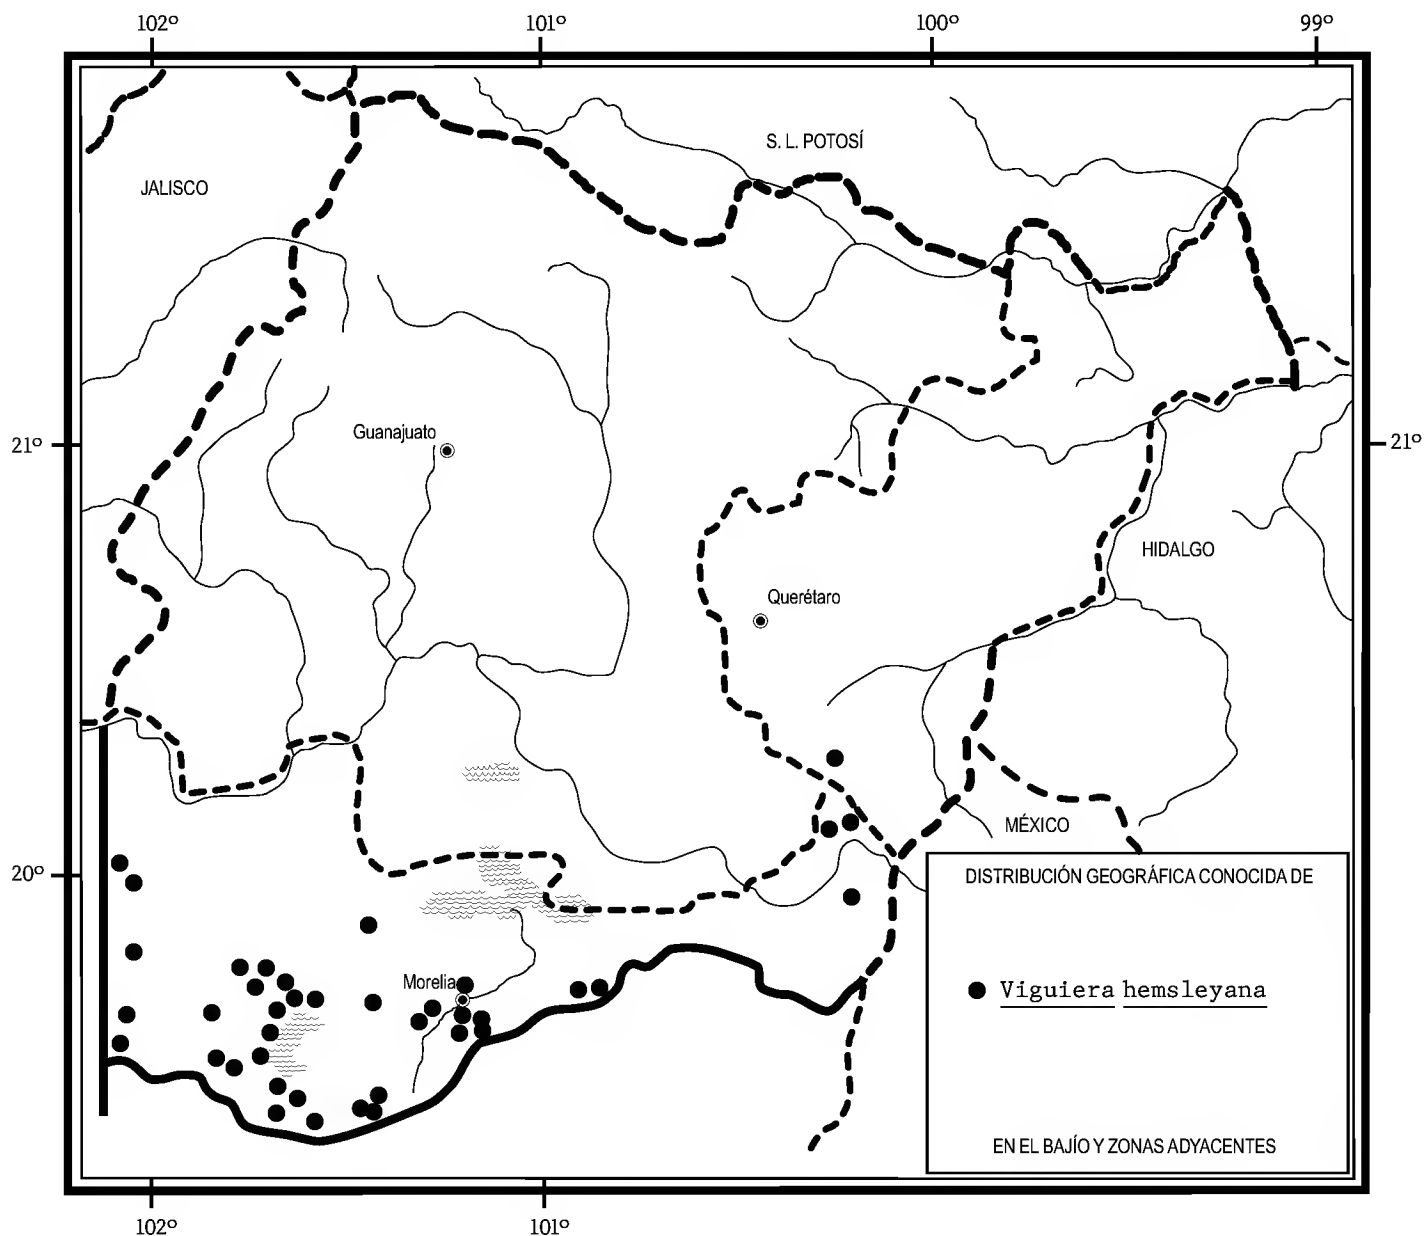 102º 101º 100º 99º
S. L. POTOSÍ
JALISCO
Guanajuato
21º 21º
HIDALGO
Querétaro
MÉXICO
20º
DISTRIBUCIÓN GEOGRÁFICA CONOCIDA DE
Morelia
Viguiera hemsleyana
EN EL BAJÍO Y ZONAS ADYACENTES
102º 101º